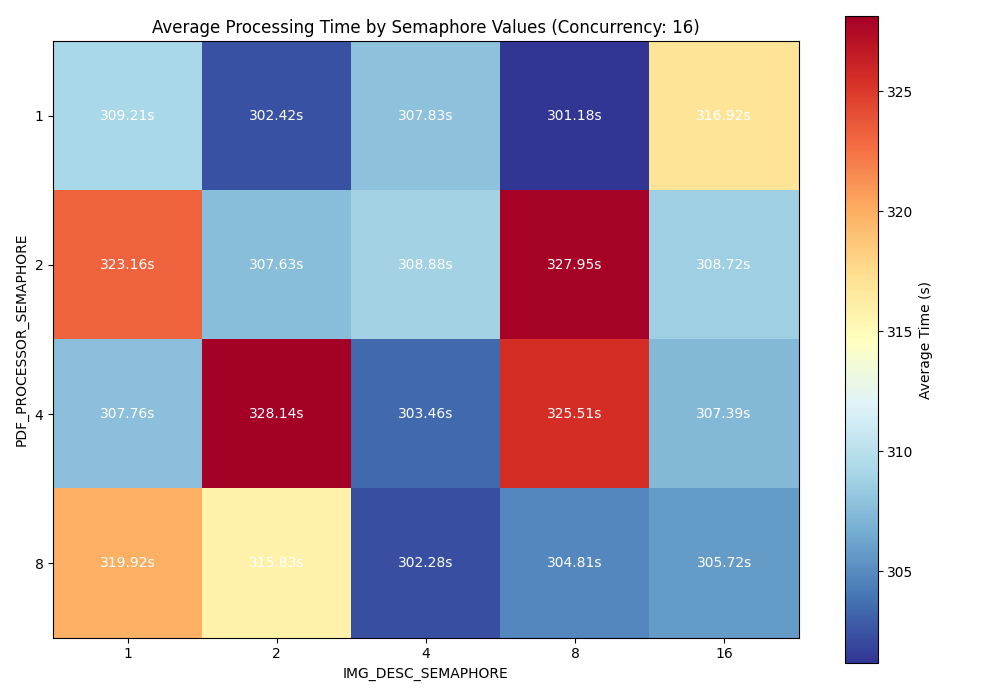 Average Processing Time by Semaphore Values (Concurrency: 16)
PDF_PROCESSOR_SEMAPHORE
1
309.21s 302.42s 307.83s 301.18s 316.92s
2
323.16s 307.63s 308.88s 327.95s 308.72s
4
307.76s 328.14s 303.46s 325.51s 307.39s
8
319.92s 315.83s 302.28s 304.81s 305.72s
1 2 4 8 16
IMG_DESC_SEMAPHORE
325
320
315
310
305
Average Time (s)